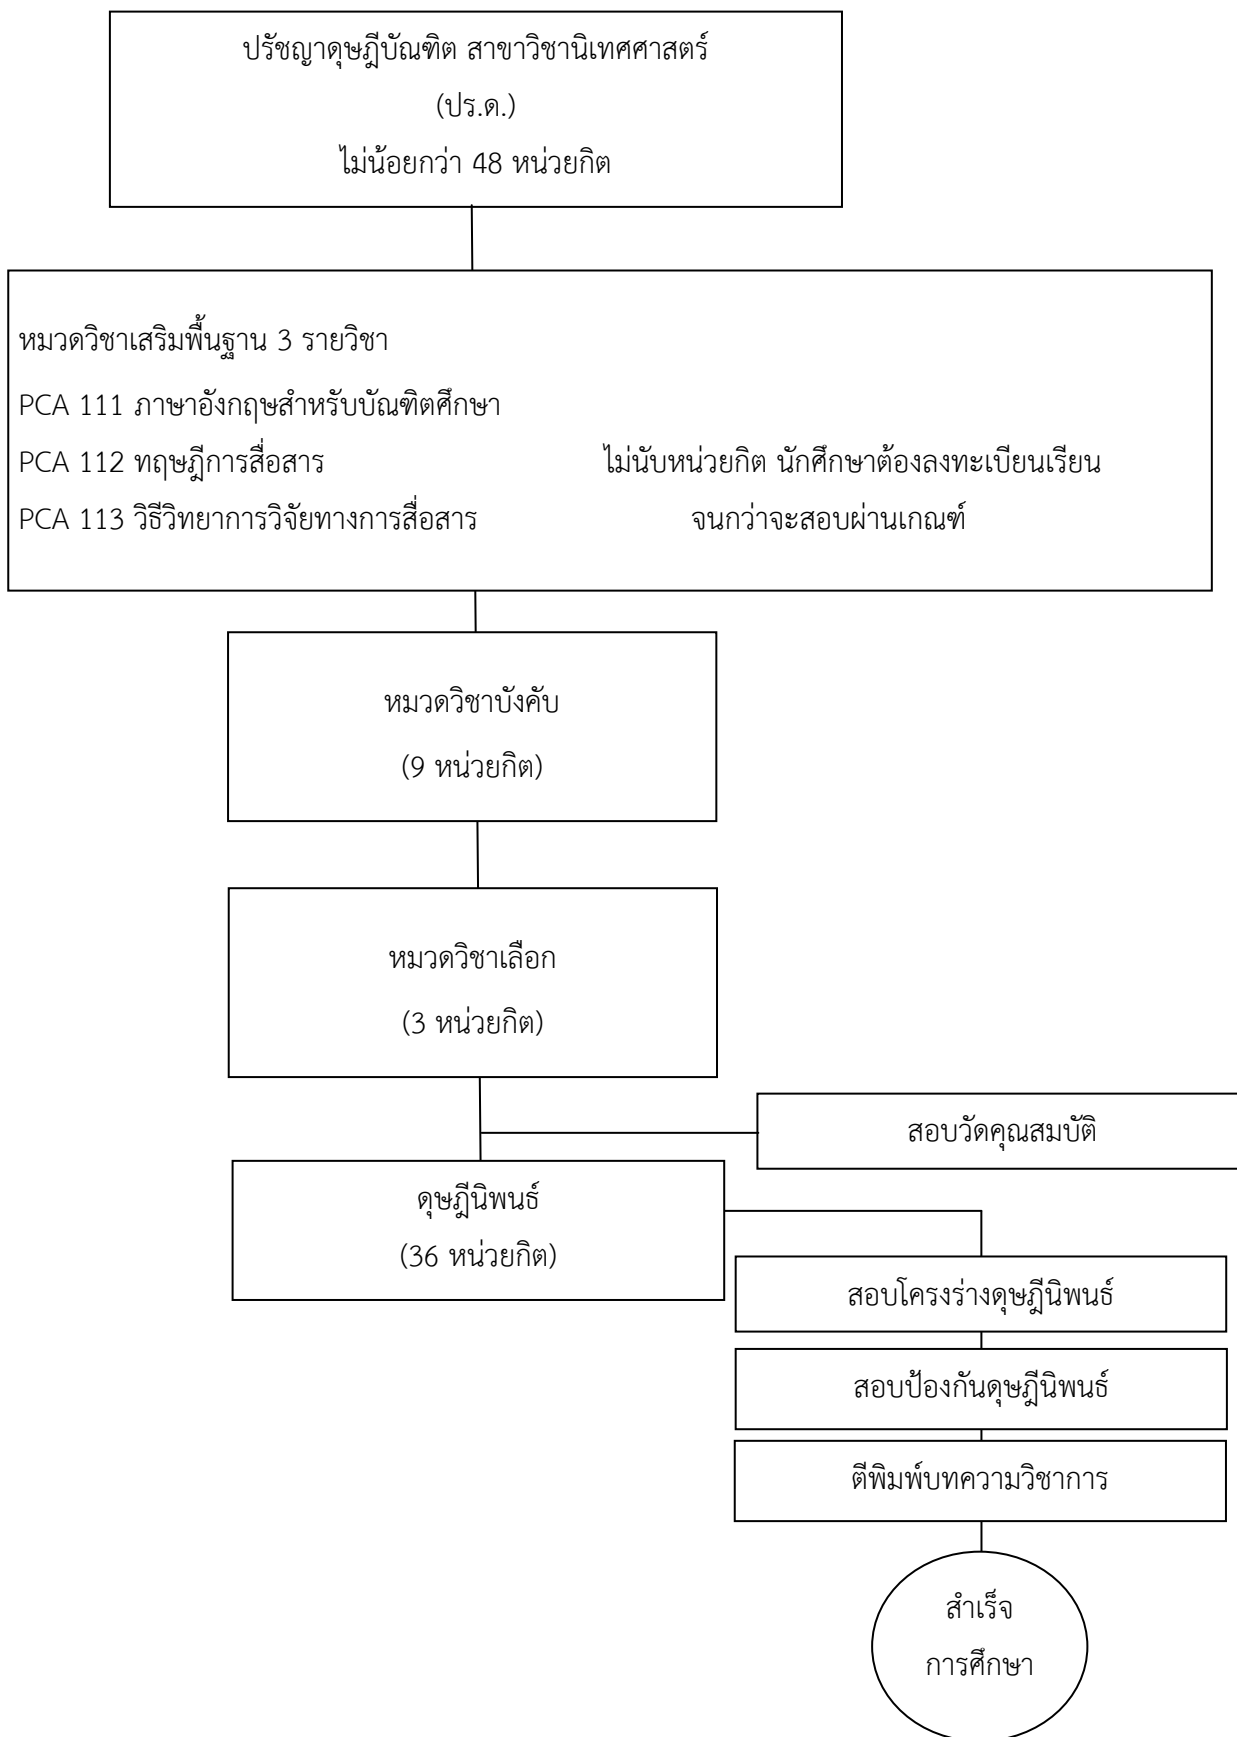 ปรัชญาดุษฎีบัณฑิต สาขาวิชานิเทศศาสตร์
(ปร.ด.)
ไม่น้อยกว่า 48 หน่วยกิต
หมวดวิชาเสริมพื้นฐาน 3 รายวิชา
PCA 111 ภาษาอังกฤษสำหรับบัณฑิตศึกษา
PCA 112 ทฤษฎีการสื่อสาร
PCA 113 วิธีวิทยาการวิจัยทางการสื่อสาร
ไม่นับหน่วยกิต นักศึกษาต้องลงทะเบียนเรียน
จนกว่าจะสอบผ่านเกณฑ์
หมวดวิชาบังคับ
(9 หน่วยกิต)
หมวดวิชาเลือก
(3 หน่วยกิต)
สอบวัดคุณสมบัติ
ดุษฎีนิพนธ์
(36 หน่วยกิต)
สอบโครงร่างดุษฎีนิพนธ์
สอบป้องกันดุษฎีนิพนธ์
ตีพิมพ์บทความวิชาการ
สำเร็จ
การศึกษา